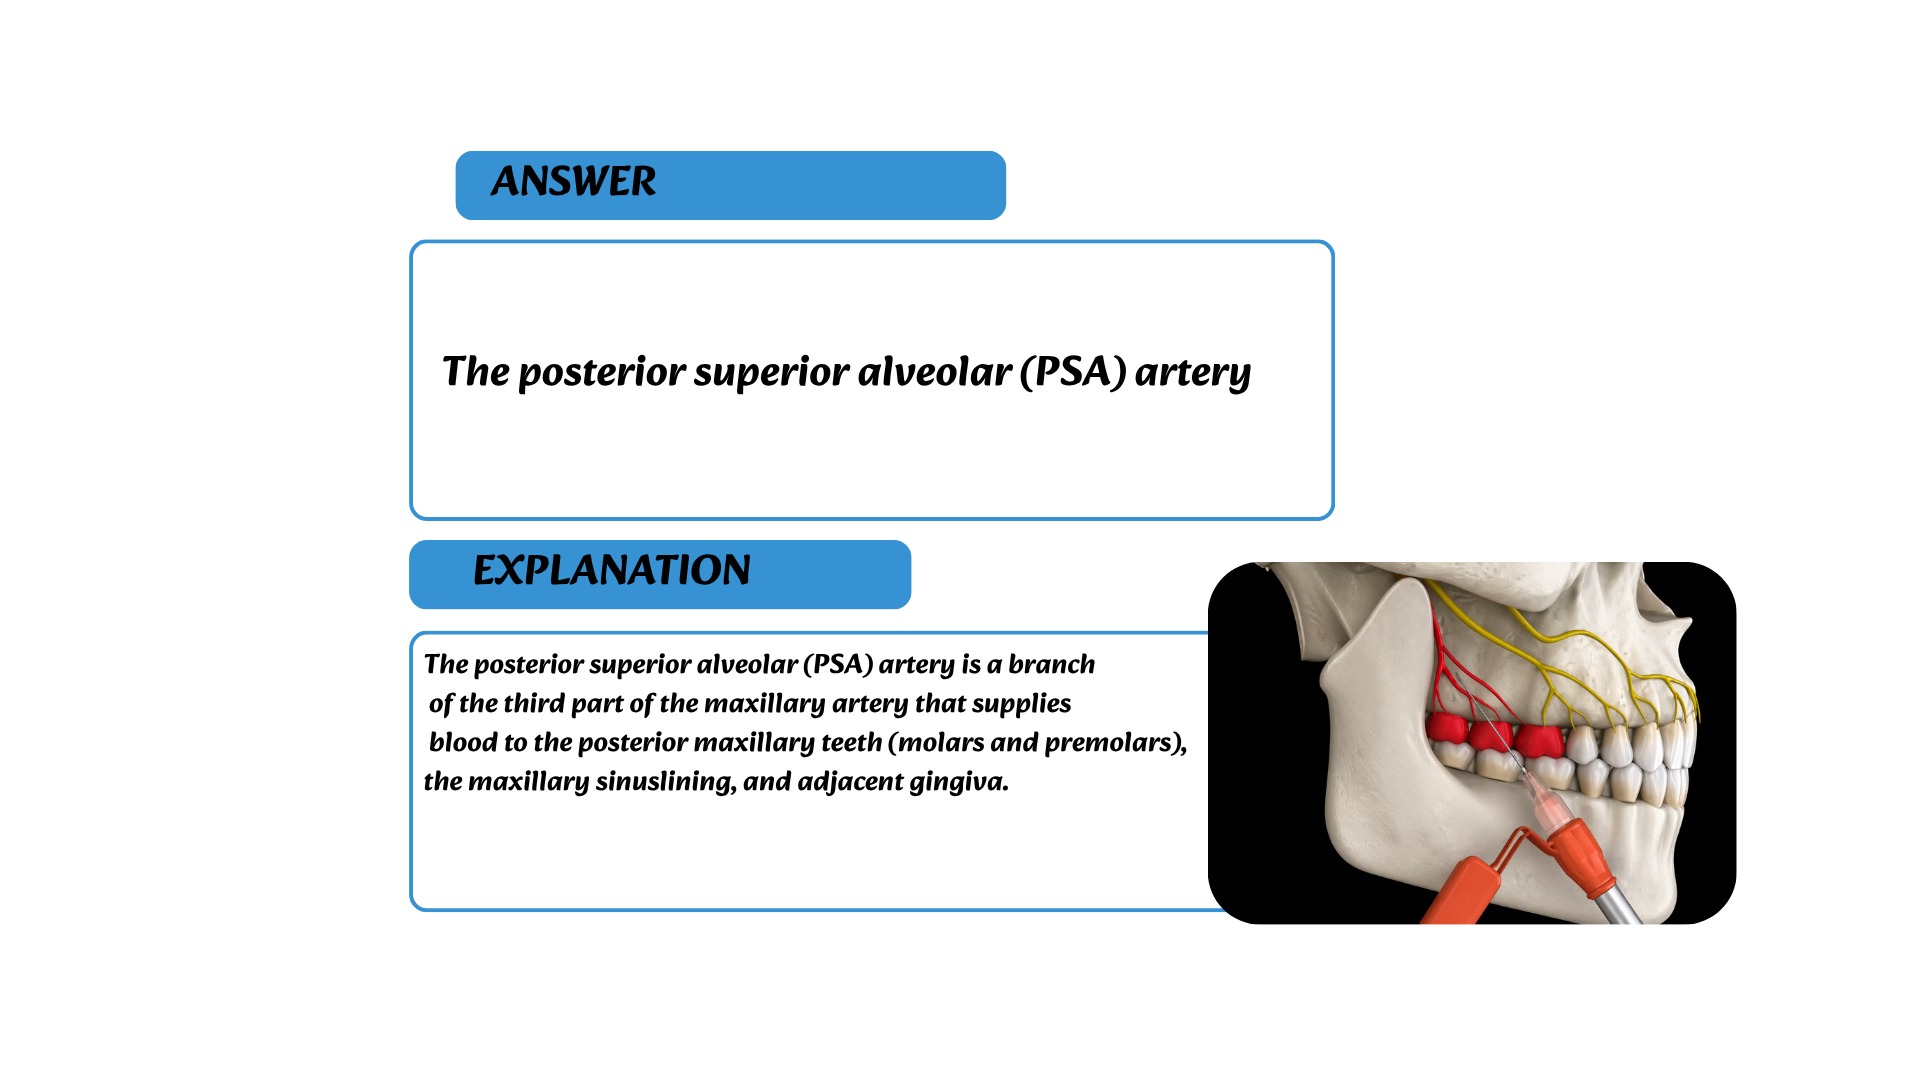 ANSWER
The posterior superior alveolar (PSA) artery
EXPLANATION
The posterior superior alveolar (PSA) artery is a branch
of the third part of the maxillary artery that supplies
blood to the posterior maxillary teeth (molars and premolars),
the maxillary sinuslining, and adjacent gingiva.